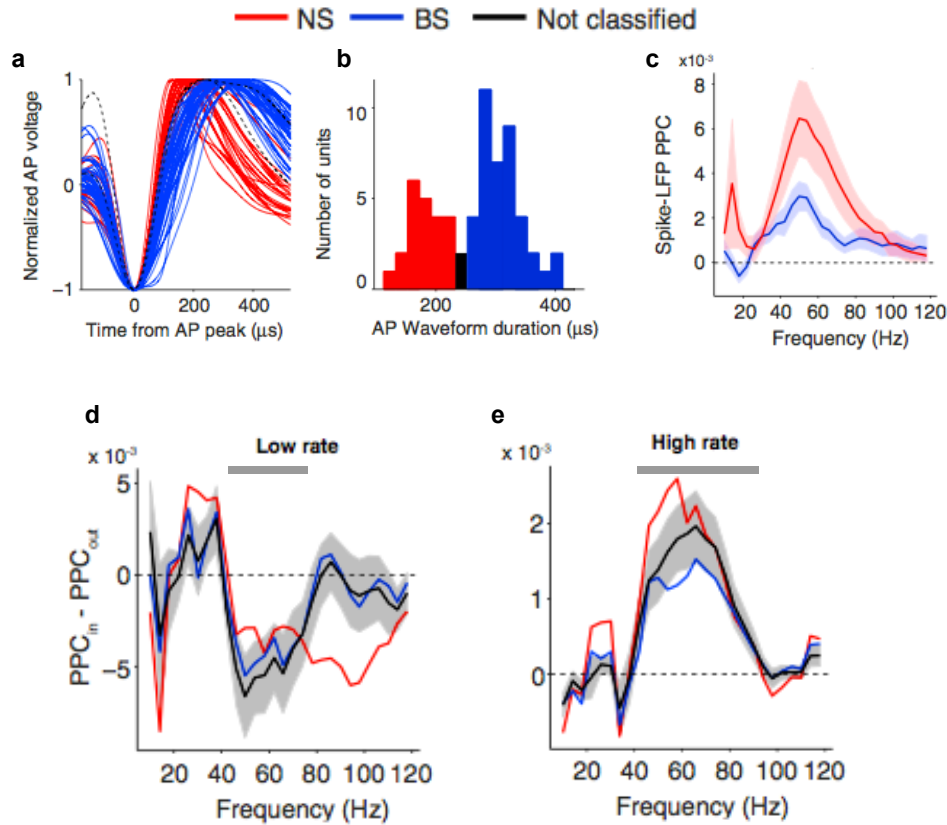 NS BS Not classified
a b c
Normalized AP voltage
1
0
−1
0 200 400
Time from AP peak (μs)
Number of units
10
5
0
200 400
AP Waveform duration (μs)
x10⁻³
Spike-LFP PPC
8
6
4
2
0
20 40 60 80 100 120
Frequency (Hz)
d
x 10⁻³
Low rate
PPCin - PPCout
5
0
−5
20 40 60 80 100 120
Frequency (Hz)
e
x 10⁻³
High rate
2
1
0
20 40 60 80 100 120
Frequency (Hz)